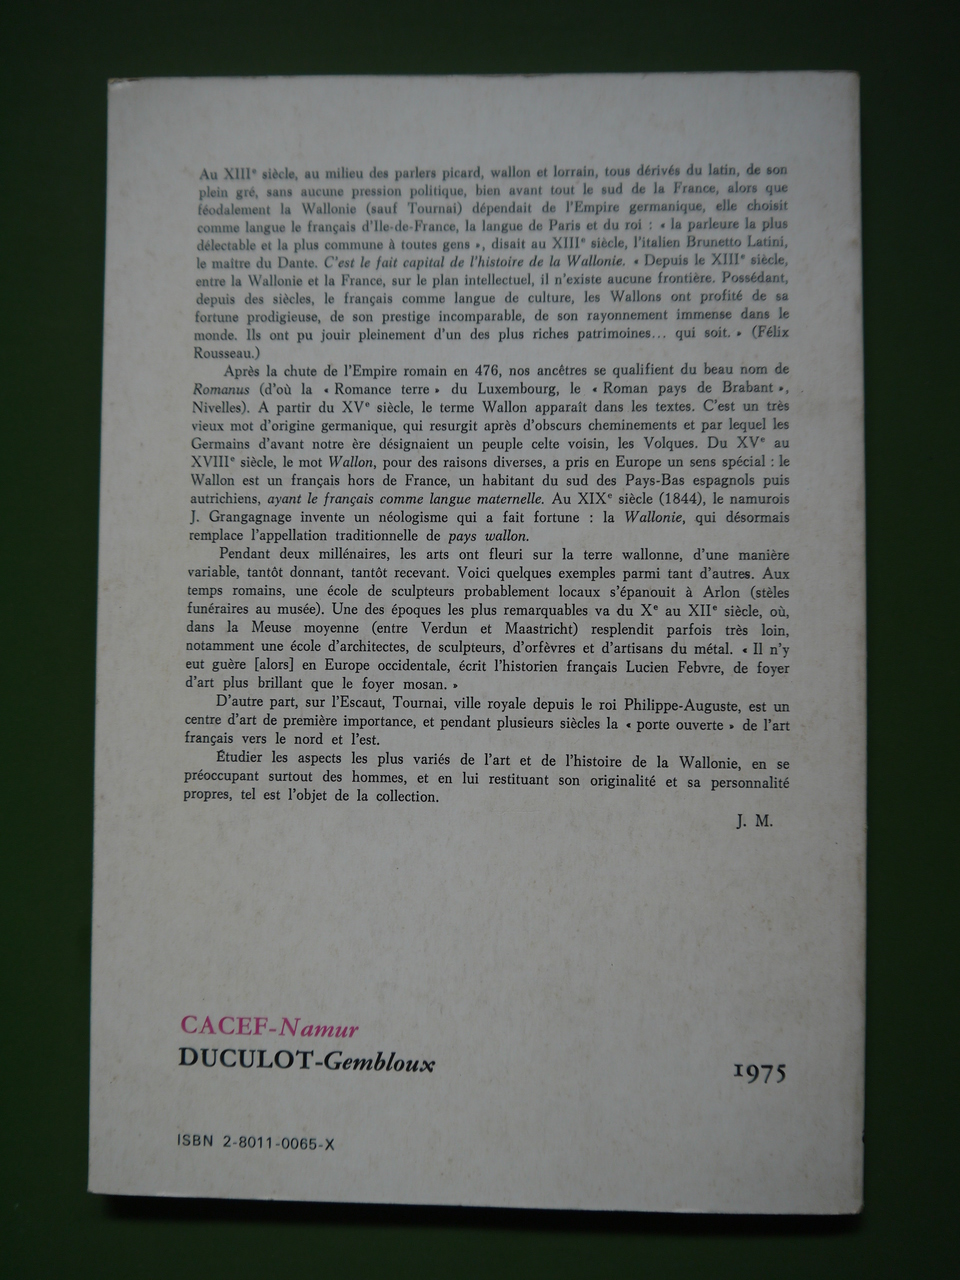 Au XIIIe siècle, au milieu des parlers picard, wallon et lorrain, tous dérivés du latin, de son
plein gré, sans aucune pression politique, bien avant tout le sud de la France, alors que
féodalement la Wallonie (sauf Tournai) dépendait de l'Empire germanique, elle choisit
comme langue le français d'Ile-de-France, la langue de Paris et du roi : « la parleure la plus
délectable et la plus commune à toutes gens », disait au XIIIe siècle, l'italien Brunetto Latini,
le maître du Dante. C'est le fait capital de l'histoire de la Wallonie. « Depuis le XIIIe siècle,
entre la Wallonie et la France, sur le plan intellectuel, il n'existe aucune frontière. Possédant,
depuis des siècles, le français comme langue de culture, les Wallons ont profité de sa
fortune prodigieuse, de son prestige incomparable, de son rayonnement immense dans le
monde. Ils ont pu jouir pleinement d'un des plus riches patrimoines... qui soit. » (Félix
Rousseau.)
Après la chute de l'Empire romain en 476, nos ancêtres se qualifient du beau nom de
Romanus (d'où la « Romance terre » du Luxembourg, le « Roman pays de Brabant »,
Nivelles). A partir du XVe siècle, le terme Wallon apparaît dans les textes. C'est un très
vieux mot d'origine germanique, qui resurgit après d'obscurs cheminements et par lequel les
Germains d'avant notre ère désignaient un peuple celte voisin, les Volques. Du XVe au
XVIIIe siècle, le mot Wallon, pour des raisons diverses, a pris en Europe un sens spécial : le
Wallon est un français hors de France, un habitant du sud des Pays-Bas espagnols puis
autrichiens, ayant le français comme langue maternelle. Au XIXe siècle (1844), le namurois
J. Grangagnage invente un néologisme qui a fait fortune : la Wallonie, qui désormais
remplace l'appellation traditionnelle de pays wallon.
Pendant deux millénaires, les arts ont fleuri sur la terre wallonne, d'une manière
variable, tantôt donnant, tantôt recevant. Voici quelques exemples parmi tant d'autres. Aux
temps romains, une école de sculpteurs probablement locaux s'épanouit à Arlon (stèles
funéraires au musée). Une des époques les plus remarquables va du Xe au XIIe siècle, où,
dans la Meuse moyenne (entre Verdun et Maastricht) resplendit parfois très loin,
notamment une école d'architectes, de sculpteurs, d'orfèvres et d'artisans du métal. « Il n'y
eut guère [alors] en Europe occidentale, écrit l'historien français Lucien Febvre, de foyer
d'art plus brillant que le foyer mosan. »
D'autre part, sur l'Escaut, Tournai, ville royale depuis le roi Philippe-Auguste, est un
centre d'art de première importance, et pendant plusieurs siècles la « porte ouverte » de l'art
français vers le nord et l'est.
Étudier les aspects les plus variés de l'art et de l'histoire de la Wallonie, en se
préoccupant surtout des hommes, et en lui restituant son originalité et sa personnalité
propres, tel est l'objet de la collection.
J. M.
CACEF-Namur
DUCULOT-Gembloux
1975
ISBN 2-8011-0065-X